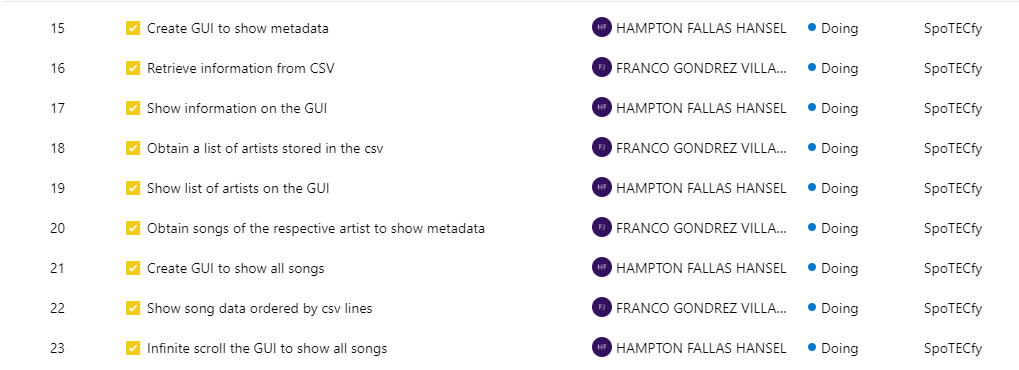 15 Create GUI to show metadata HF HAMPTON FALLAS HANSEL Doing SpoTECfy
16 Retrieve information from CSV FJ FRANCO GONDREZ VILLA... Doing SpoTECfy
17 Show information on the GUI HF HAMPTON FALLAS HANSEL Doing SpoTECfy
18 Obtain a list of artists stored in the csv FJ FRANCO GONDREZ VILLA... Doing SpoTECfy
19 Show list of artists on the GUI HF HAMPTON FALLAS HANSEL Doing SpoTECfy
20 Obtain songs of the respective artist to show metadata FJ FRANCO GONDREZ VILLA... Doing SpoTECfy
21 Create GUI to show all songs HF HAMPTON FALLAS HANSEL Doing SpoTECfy
22 Show song data ordered by csv lines FJ FRANCO GONDREZ VILLA... Doing SpoTECfy
23 Infinite scroll the GUI to show all songs HF HAMPTON FALLAS HANSEL Doing SpoTECfy